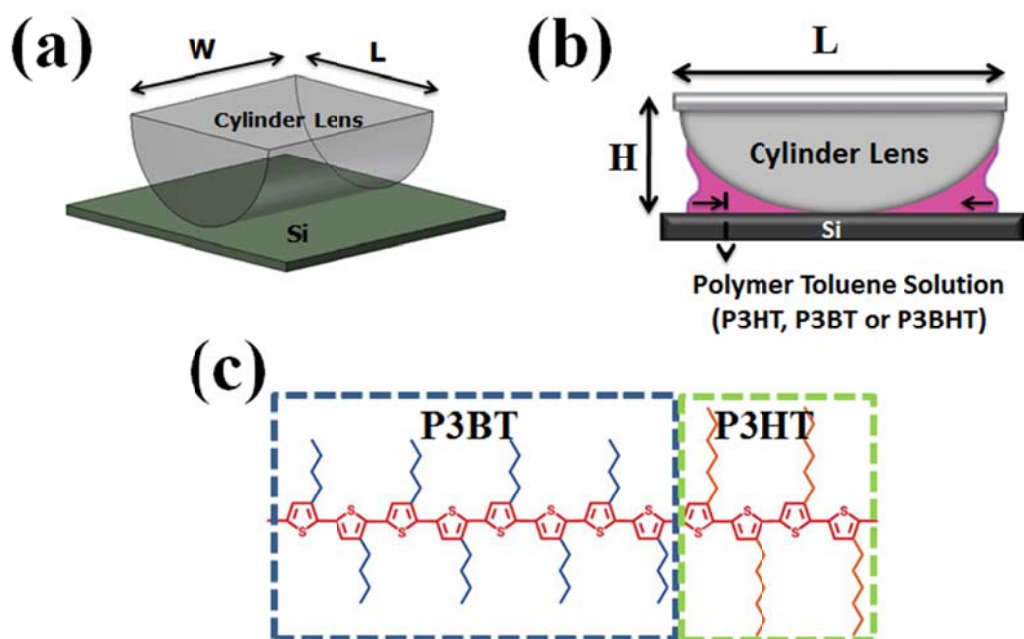 (a)
W
L
Cylinder Lens
Si
(b)
L
H
Cylinder Lens
Si
Polymer Toluene Solution
(P3HT, P3BT or P3BHT)
(c)
P3BT
P3HT
S S S S S S S S S S S S